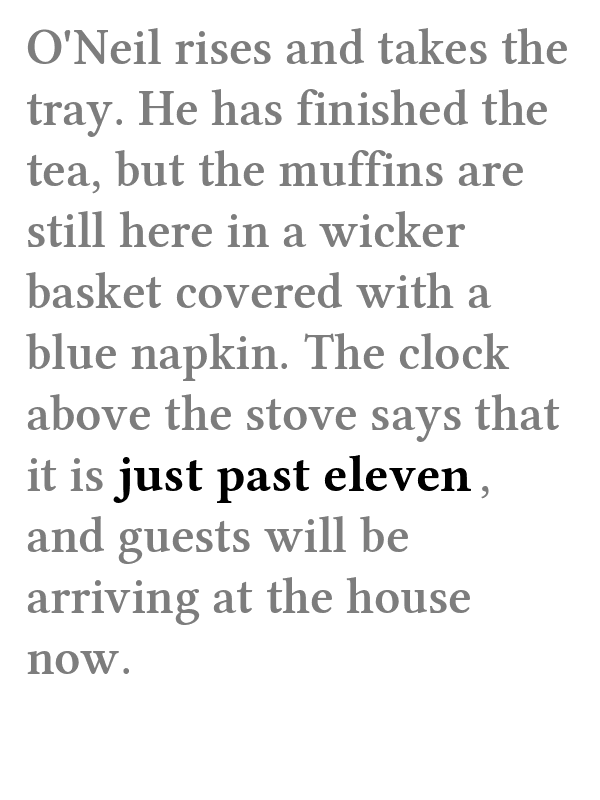 O'Neil rises and takes the
tray. He has finished the
tea, but the muffins are
still here in a wicker
basket covered with a
blue napkin. The clock
above the stove says that
it is just past eleven ,
and guests will be
arriving at the house
now.